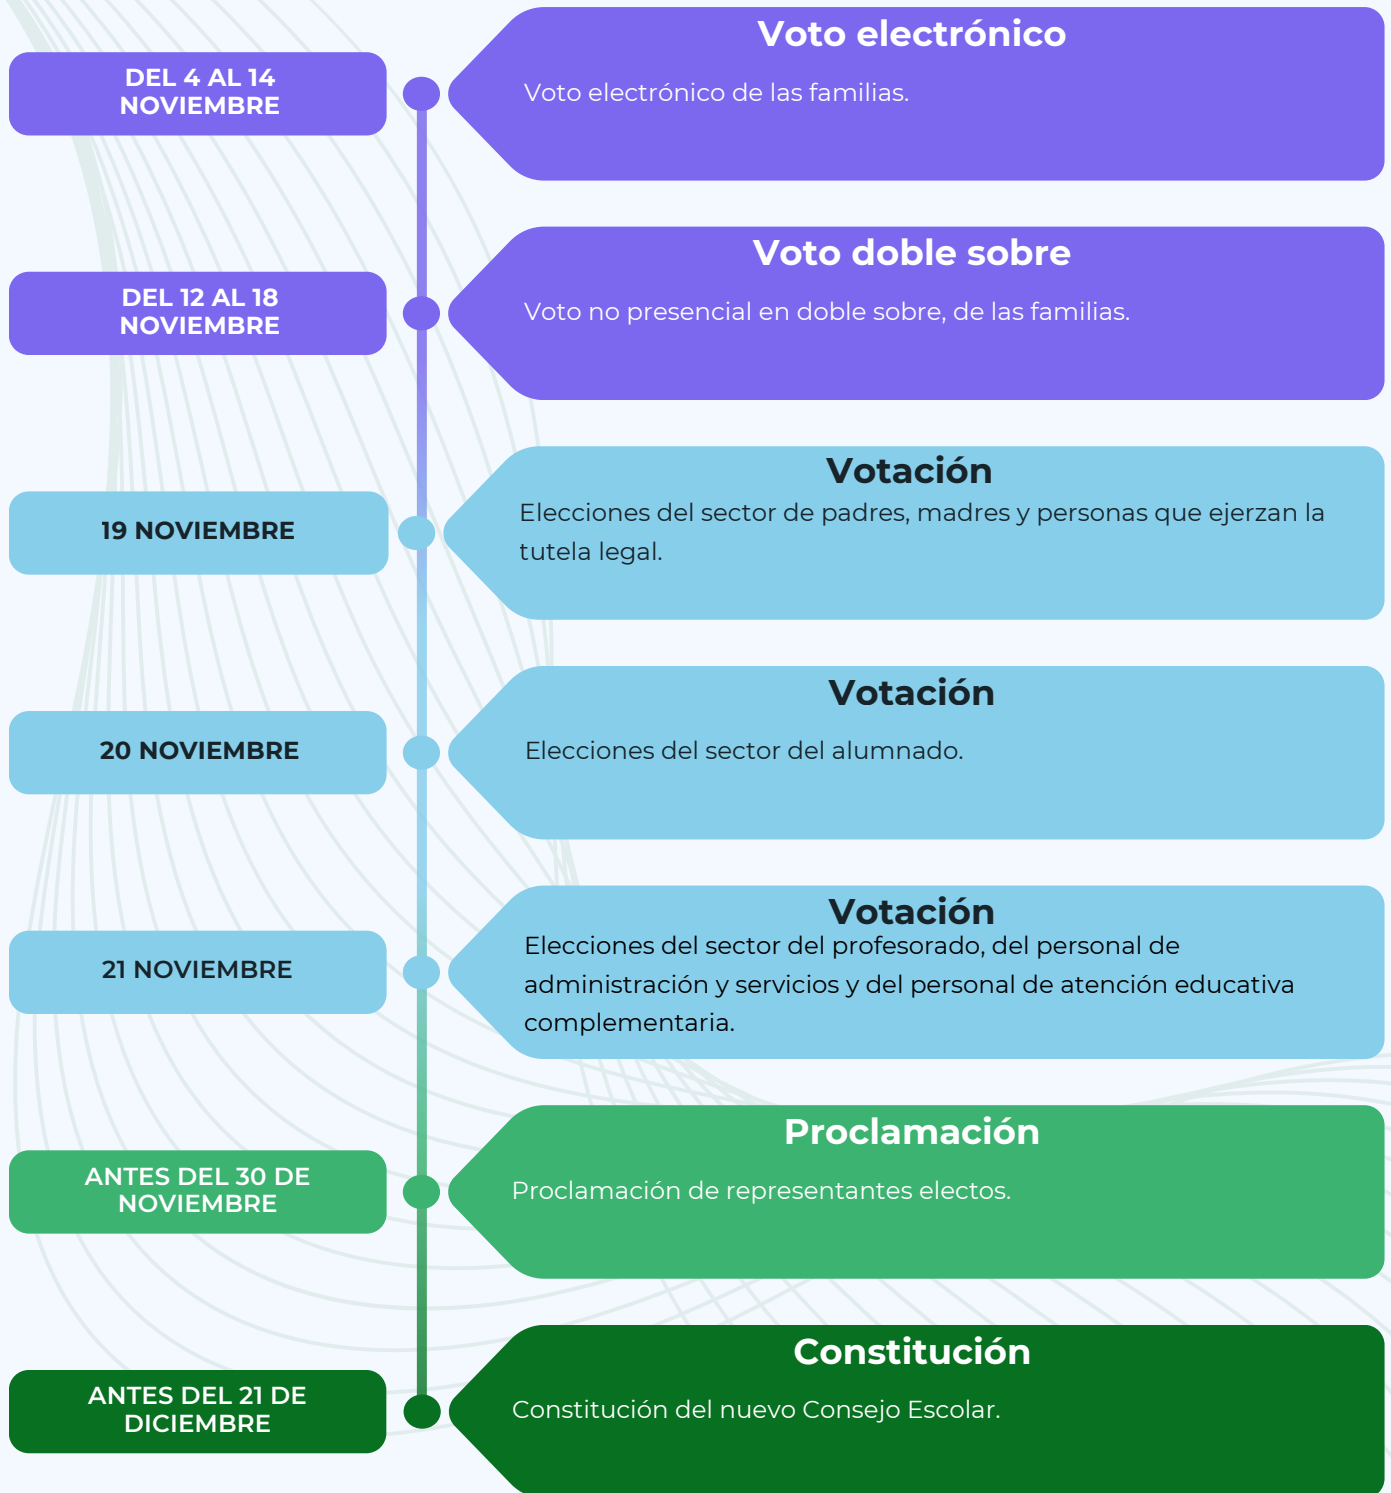 Voto electrónico
DEL 4 AL 14
NOVIEMBRE
Voto electrónico de las familias.
Voto doble sobre
DEL 12 AL 18
NOVIEMBRE
Voto no presencial en doble sobre, de las familias.
Votación
19 NOVIEMBRE
Elecciones del sector de padres, madres y personas que ejerzan la
tutela legal.
Votación
20 NOVIEMBRE
Elecciones del sector del alumnado.
Votación
21 NOVIEMBRE
Elecciones del sector del profesorado, del personal de
administración y servicios y del personal de atención educativa
complementaria.
Proclamación
ANTES DEL 30 DE
NOVIEMBRE
Proclamación de representantes electos.
Constitución
ANTES DEL 21 DE
DICIEMBRE
Constitución del nuevo Consejo Escolar.